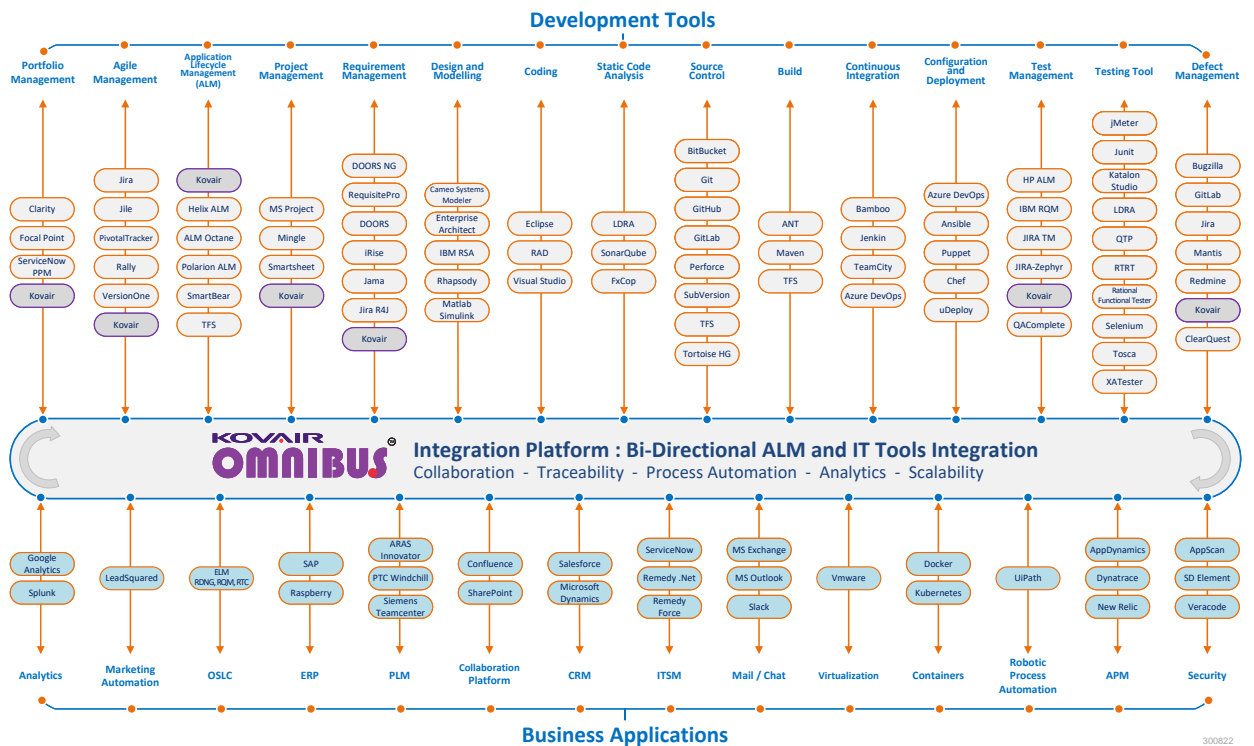 Development Tools
Portfolio
Management
Agile
Management
Application
Lifecycle
Management
(ALM)
Project
Management
Requirement
Management
Design and
Modelling
Coding
Static Code
Analysis
Source
Control
Build
Continuous
Integration
Configuration
and
Deployment
Test
Management
Testing Tool
Defect
Management
Clarity
Focal Point
ServiceNow
PPM
Kovair
Jira
Jile
PivotalTracker
Rally
VersionOne
Kovair
Kovair
Helix ALM
ALM Octane
Polarion ALM
SmartBear
TFS
MS Project
Mingle
Smartsheet
Kovair
DOORS NG
RequisitePro
DOORS
iRise
Jama
Jira R4J
Kovair
Cameo Systems
Modeler
Enterprise
Architect
IBM RSA
Rhapsody
Matlab
Simulink
Eclipse
RAD
Visual Studio
LDRA
SonarQube
FxCop
BitBucket
Git
GitHub
GitLab
Perforce
SubVersion
TFS
Tortoise HG
ANT
Maven
TFS
Bamboo
Jenkin
TeamCity
Azure DevOps
Azure DevOps
Ansible
Puppet
Chef
uDeploy
HP ALM
IBM RQM
JIRA TM
JIRA-Zephyr
Kovair
QAComplete
jMeter
Junit
Katalon
Studio
LDRA
QTP
RTRT
Rational
Functional Tester
Selenium
Tosca
XATester
Bugzilla
GitLab
Jira
Mantis
Redmine
Kovair
ClearQuest
KOVAIR
OMNIBUS®
Integration Platform : Bi-Directional ALM and IT Tools Integration
Collaboration - Traceability - Process Automation - Analytics - Scalability
Google
Analytics
Splunk
LeadSquared
ELM
RDNG, RQM, RTC
SAP
Raspberry
ARAS
Innovator
PTC Windchill
Siemens
Teamcenter
Confluence
SharePoint
Salesforce
Microsoft
Dynamics
ServiceNow
Remedy .Net
Remedy
Force
MS Exchange
MS Outlook
Slack
Vmware
Docker
Kubernetes
UiPath
AppDynamics
Dynatrace
New Relic
AppScan
SD Element
Veracode
Analytics
Marketing
Automation
OSLC
ERP
PLM
Collaboration
Platform
CRM
ITSM
Mail / Chat
Virtualization
Containers
Robotic
Process
Automation
APM
Security
Business Applications
300822